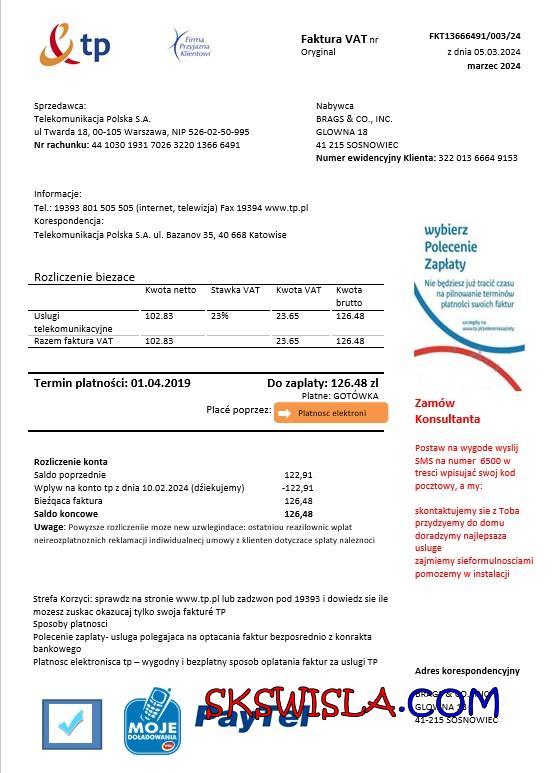 tp
Firma
Przyjazna
Klientowi
Faktura VAT nr
Oryginal
FKT13666491/003/24
z dnia 05.03.2024
marzec 2024
Sprzedawca:
Telekomunikacja Polska S.A.
ul Twarda 18, 00-105 Warszawa, NIP 526-02-50-995
Nr rachunku: 44 1030 1931 7026 3220 1366 6491
Nabywca
BRAGS & CO., INC.
GLOWNA 18
41 215 SOSNOWIEC
Numer ewidencyjny Klienta: 322 013 6664 9153
Informacje:
Tel.: 19393 801 505 505 (internet, telewizja) Fax 19394 www.tp.pl
Korespondencja:
Telekomunikacja Polska S.A. ul. Bazanov 35, 40 668 Katowise
wybierz
Polecenie
Zapłaty
Nie będziesz już tracić czasu
na pilnowanie terminów
płatności swoich faktur
szczegóły na:
www.tp.pl/poleceniezaplaty
Rozliczenie biezace
Kwota netto Stawka VAT Kwota VAT Kwota
brutto
Uslugi 102.83 23% 23.65 126.48
telekomunikacyjne
Razem faktura VAT 102.83 23.65 126.48
Termin platności: 01.04.2019 Do zaplaty: 126.48 zl
Platne: GOTÓWKA
Placé poprzez: Platnosc elektroni
Zamów
Konsultanta
Postaw na wygode wyslij
SMS na numer 6500 w
tresci wpisująć swoj kod
pocztowy, a my:
skontaktujemy sie z Toba
przydzyemy do domu
doradzymy najlepsza
usluge
zajmiemy sieformulnosciami
pomozemy w instalacji
Rozliczenie konta
Saldo poprzednie 122,91
Wplyw na konto tp z dnia 10.02.2024 (dziekujemy) -122,91
Bieżąca faktura 126,48
Saldo koncowe 126,48
Uwage: Powyzsze rozlicziiie może new uzwlegindace: ostatniou reazilownic wplat
neirozplatnoznich reklamacji individualnecj umowy z klienten dotyczace splaty naleznoci
Strefa Korzyci: sprawdz na stronie www.tp.pl lub zadzwon pod 19393 i dowiedz sie ile
mozesz zuskac okazucaj tylko swoja fakturé TP
Sposoby platnosci
Polecenie zaplaty- usluga polegajaca na optacania faktur bezposrednio z konrakta
bankowego
Platnosc elektronisca tp – wygodny i bezplatny sposob oplatania faktur za uslugi TP
Adres korespondencyjny
BRAGS & CO., INC.
GLOWNA 18
41-215 SOSNOWIEC
MOJE
DOŁADOWANIA
PayTel
SKSWISLA.COM